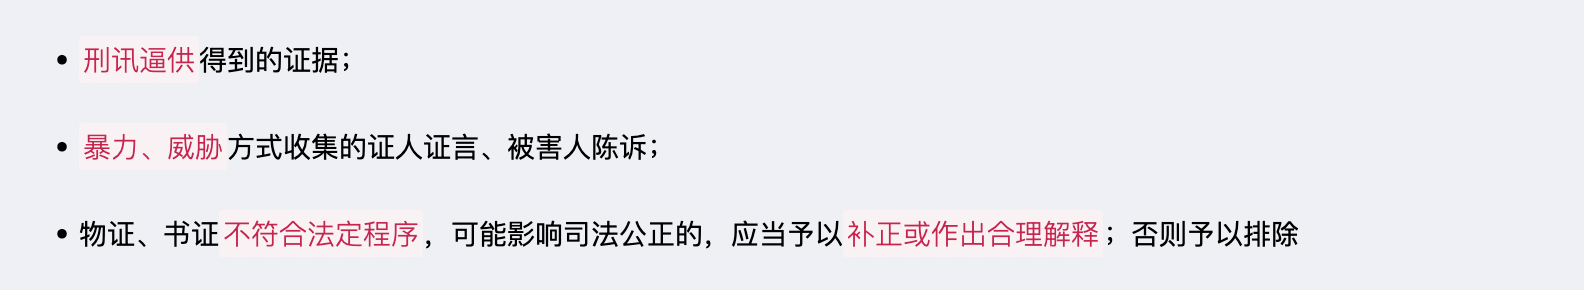 • 刑讯逼供得到的证据；
• 暴力、威胁方式收集的证人证言、被害人陈诉；
• 物证、书证不符合法定程序，可能影响司法公正的，应当予以补正或作出合理解释；否则予以排除